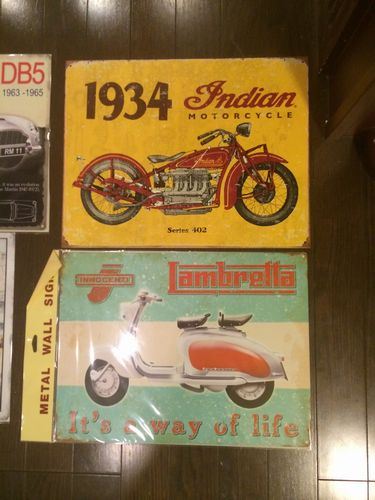 DB5
1963 -1965
RM 11
1934 Indian
MOTORCYCLE
Indian
Series 402
METAL WALL SIGN
INNOCENTI
Lambretta
It's a way of life